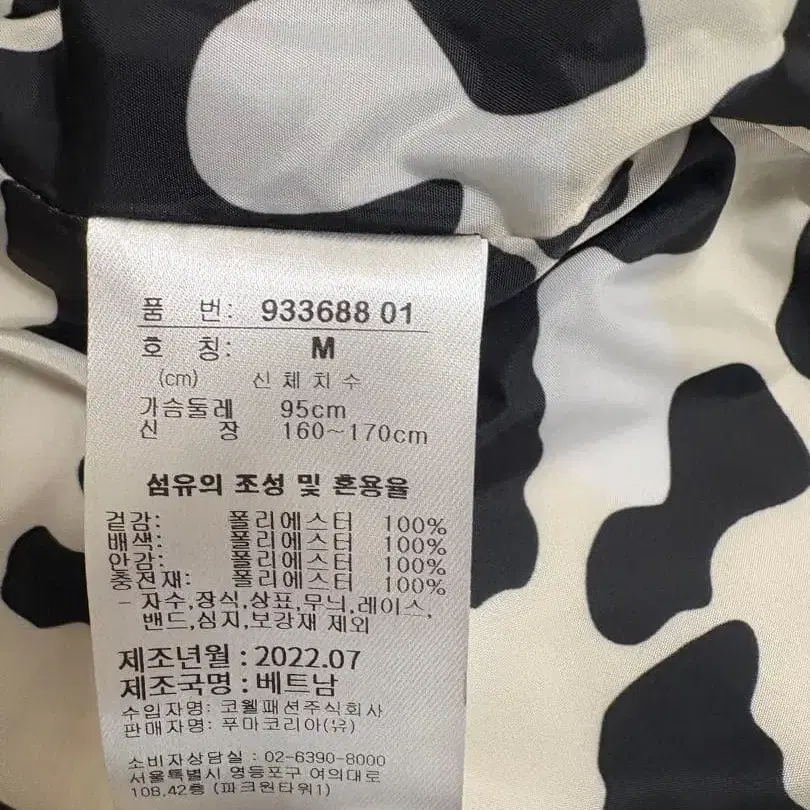 품 번: 933688 01
호 칭: M
(cm) 신체치수
가슴둘레 95cm
신 장 160~170cm
섬유의 조성 및 혼용율
겉감: 폴리에스터 100%
배색: 폴리에스터 100%
안감: 폴리에스터 100%
충전재: 폴리에스터 100%
- 자수,장식,상표,무늬,레이스,
밴드,심지,보강재 제외
제조년월 : 2022.07
제조국명 : 베트남
수입자명: 코웰패션주식회사
판매자명: 푸마코리아(유)
소비자상담실 : 02-6390-8000
서울특별시 영등포구 여의대로
108,42층 (파크원타워1)